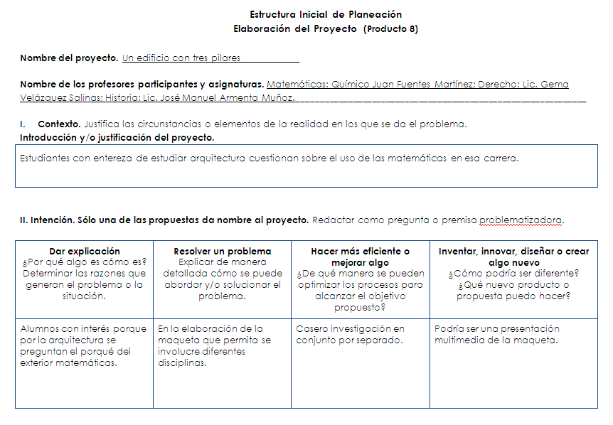 Estructura Inicial de Planeación
Elaboración del Proyecto (Producto 8)
Nombre del proyecto. Un edificio con tres pilares
Nombre de los profesores participantes y asignaturas. Matemáticas: Químico Juan Fuentes Martínez; Derecho: Lic. Gema
Velázquez Salinas; Historia: Lic. José Manuel Armenta Muñoz.
I. Contexto. Justifica las circunstancias o elementos de la realidad en los que se da el problema.
Introducción y/o justificación del proyecto.
Estudiantes con entereza de estudiar arquitectura cuestionan sobre el uso de las matemáticas en esa carrera.
II. Intención. Sólo una de las propuestas da nombre al proyecto. Redactar como pregunta o premisa problematizadora.
Dar explicación
¿Por qué algo es cómo es?
Determinar las razones que
generan el problema o la
situación.
Resolver un problema
Explicar de manera
detallada cómo se puede
abordar y/o solucionar el
problema.
Hacer más eficiente o
mejorar algo
¿De qué manera se pueden
optimizar los procesos para
alcanzar el objetivo
propuesto?
Inventar, innovar, diseñar o crear
algo nuevo
¿Cómo podría ser diferente?
¿Qué nuevo producto o
propuesta puedo hacer?
Alumnos con interés porque
por la arquitectura se
preguntan el porqué del
exterior matemáticas.
En la elaboración de la
maqueta que permita se
involucre diferentes
disciplinas.
Casero investigación en
conjunto por separado.
Podría ser una presentación
multimedia de la maqueta.